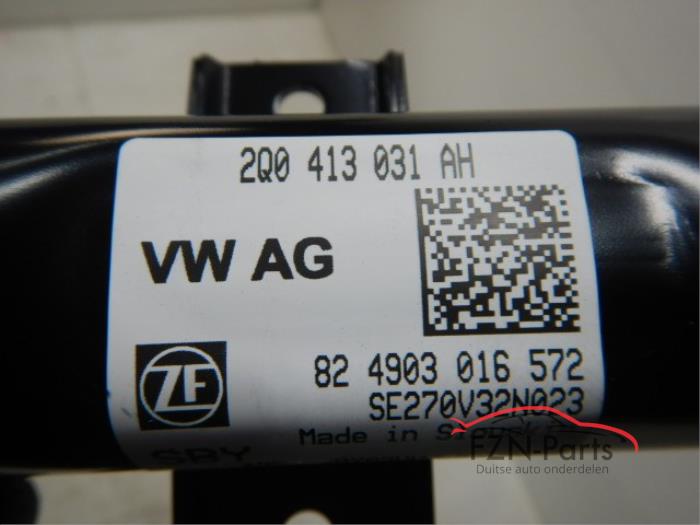 2Q0 413 031 AH
VW AG
ZF
82 4903 016 572
SE270V32N023
Made in
FZN-Parts
Duitse auto onderdelen